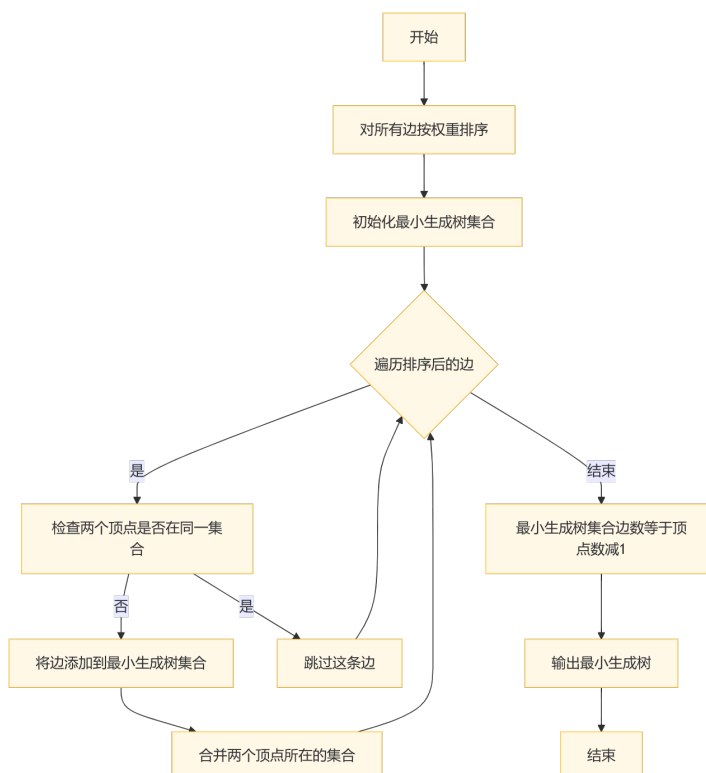 开始
对所有边按权重排序
初始化最小生成树集合
遍历排序后的边
是
结束
检查两个顶点是否在同一集
合
最小生成树集合边数等于顶
点数减1
否
是
将边添加到最小生成树集合
跳过这条边
输出最小生成树
合并两个顶点所在的集合
结束